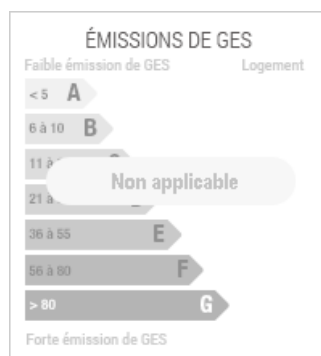 ÉMISSIONS DE GES
Faible émission de GES Logement
< 5 A
6 à 10 B
11 à
Non applicable
21 à
36 à 55 E
56 à 80 F
> 80 G
Forte émission de GES